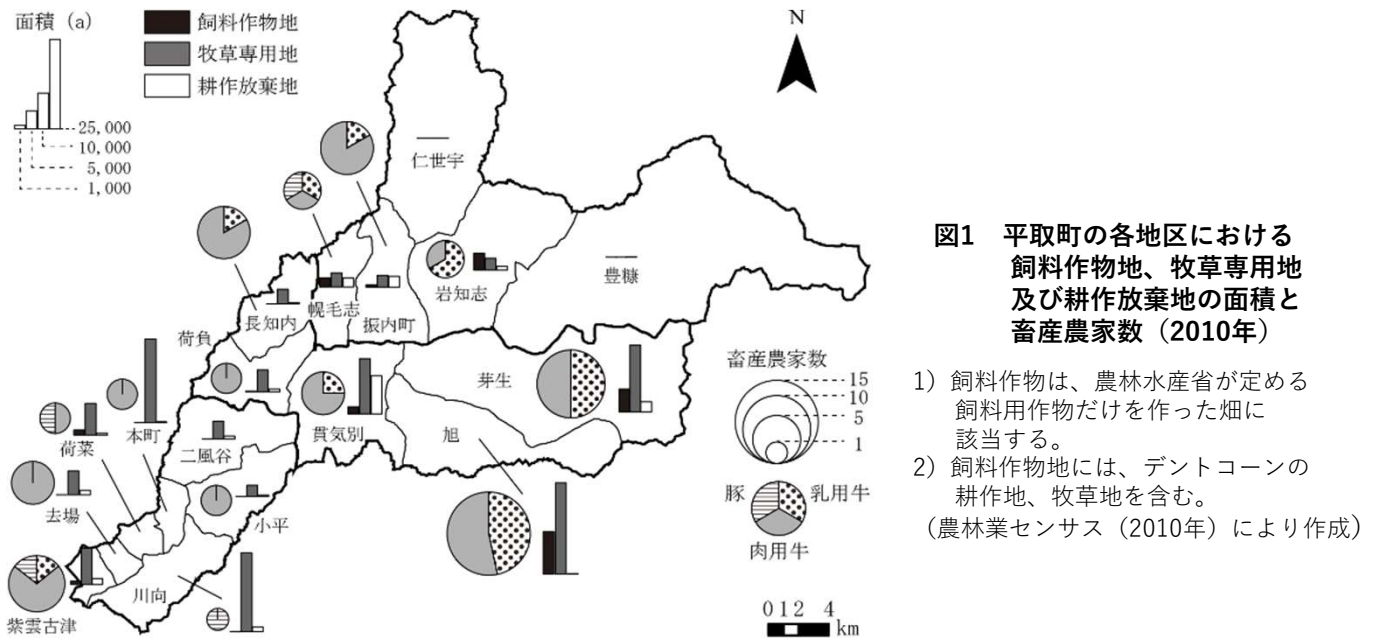 面積 (a)
飼料作物地
牧草専用地
耕作放棄地
25,000
10,000
5,000
1,000
N
仁世宇
豊糠
岩知志
幌毛志
振内町
長知内
荷負
芽生
貫気別
旭
本町
荷菜
二風谷
去場
小平
川向
紫雲古津
畜産農家数
15
10
5
1
豚
乳用牛
肉用牛
0 1 2 4
km
図1 平取町の各地区における
飼料作物地、牧草専用地
及び耕作放棄地の面積と
畜産農家数（2010年）
1）飼料作物は、農林水産省が定める
飼料用作物だけを作った畑に
該当する。
2）飼料作物地には、デントコーンの
耕作地、牧草地を含む。
（農林業センサス（2010年）により作成）